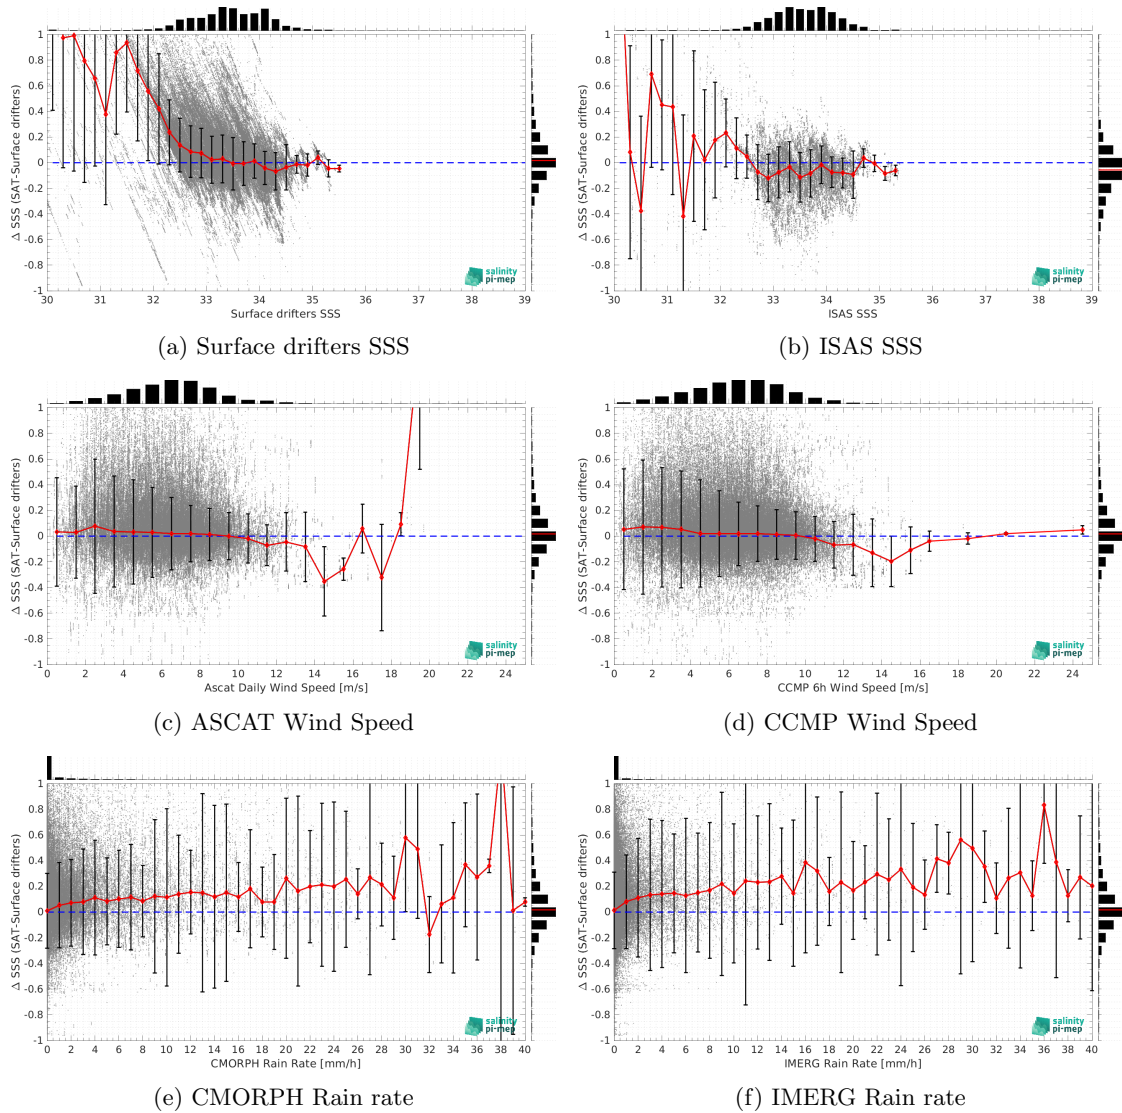 1
0.8
0.6
0.4
0.2
0
-0.2
-0.4
-0.6
-0.8
-1
Δ SSS (SAT-Surface drifters)
salinity
pi-mep
30 31 32 33 34 35 36 37 38 39
Surface drifters SSS
(a) Surface drifters SSS
1
0.8
0.6
0.4
0.2
0
-0.2
-0.4
-0.6
-0.8
-1
Δ SSS (SAT-Surface drifters)
salinity
pi-mep
30 31 32 33 34 35 36 37 38 39
ISAS SSS
(b) ISAS SSS
1
0.8
0.6
0.4
0.2
0
-0.2
-0.4
-0.6
-0.8
-1
Δ SSS (SAT-Surface drifters)
salinity
pi-mep
0 2 4 6 8 10 12 14 16 18 20 22 24
Ascat Daily Wind Speed [m/s]
(c) ASCAT Wind Speed
1
0.8
0.6
0.4
0.2
0
-0.2
-0.4
-0.6
-0.8
-1
Δ SSS (SAT-Surface drifters)
salinity
pi-mep
0 2 4 6 8 10 12 14 16 18 20 22 24
CCMP 6h Wind Speed [m/s]
(d) CCMP Wind Speed
1
0.8
0.6
0.4
0.2
0
-0.2
-0.4
-0.6
-0.8
-1
Δ SSS (SAT-Surface drifters)
salinity
pi-mep
0 2 4 6 8 10 12 14 16 18 20 22 24 26 28 30 32 34 36 38 40
CMORPH Rain Rate [mm/h]
(e) CMORPH Rain rate
1
0.8
0.6
0.4
0.2
0
-0.2
-0.4
-0.6
-0.8
-1
Δ SSS (SAT-Surface drifters)
salinity
pi-mep
0 2 4 6 8 10 12 14 16 18 20 22 24 26 28 30 32 34 36 38 40
IMERG Rain Rate [mm/h]
(f) IMERG Rain rate